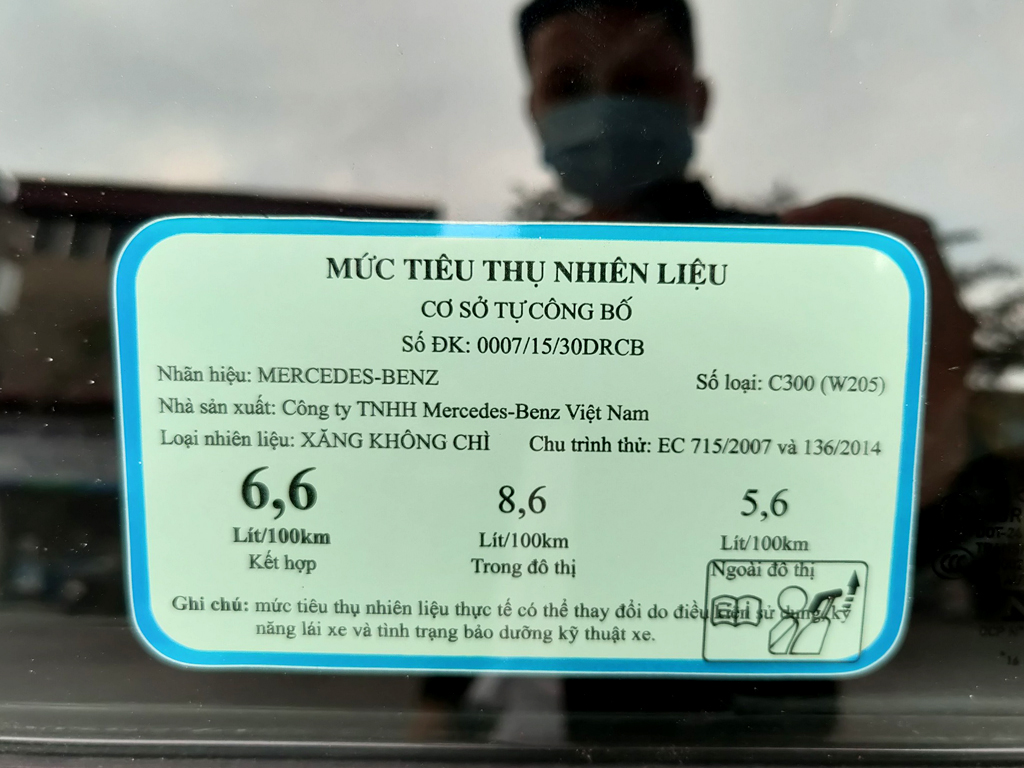 MỨC TIÊU THỤ NHIÊN LIỆU
CƠ SỞ TỰ CÔNG BỐ
Số ĐK: 0007/15/30DRCB
Nhãn hiệu: MERCEDES-BENZ Số loại: C300 (W205)
Nhà sản xuất: Công ty TNHH Mercedes-Benz Việt Nam
Loại nhiên liệu: XĂNG KHÔNG CHÌ Chu trình thử: EC 715/2007 và 136/2014
6,6 8,6 5,6
Lít/100km Lít/100km Lít/100km
Kết hợp Trong đô thị Ngoài đô thị
Ghi chú: mức tiêu thụ nhiên liệu thực tế có thể thay đổi do điều kiện sử dụng, kỹ
năng lái xe và tình trạng bảo dưỡng kỹ thuật xe.